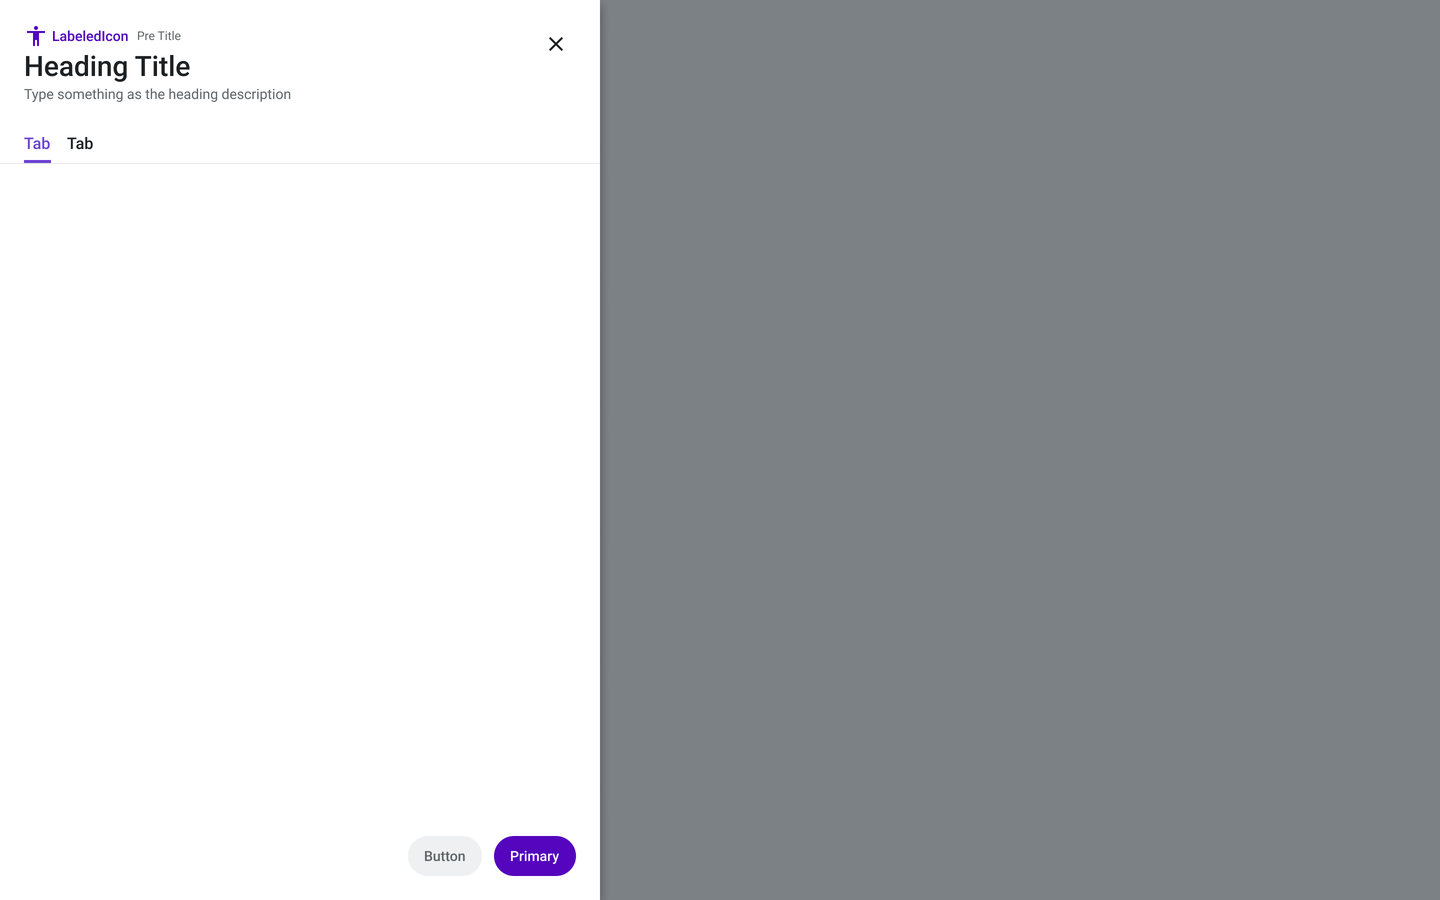 LabeledIcon Pre Title
Heading Title
Type something as the heading description
Tab Tab
Button Primary